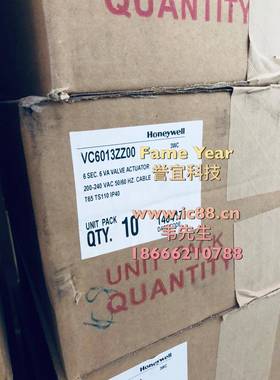 QUANTITY
Honeywell
VC6013ZZ00
3WC
6 SEC. 6 VA VALVE ACTUATOR
200-240 VAC 50/60 HZ. CABLE
T65 TS110 IP40
Fame Year
誉宜科技
UNIT PACK
QTY. 10
www.ic88.cn
韦先生
18666210788
UNIT PACK
QUANTITY